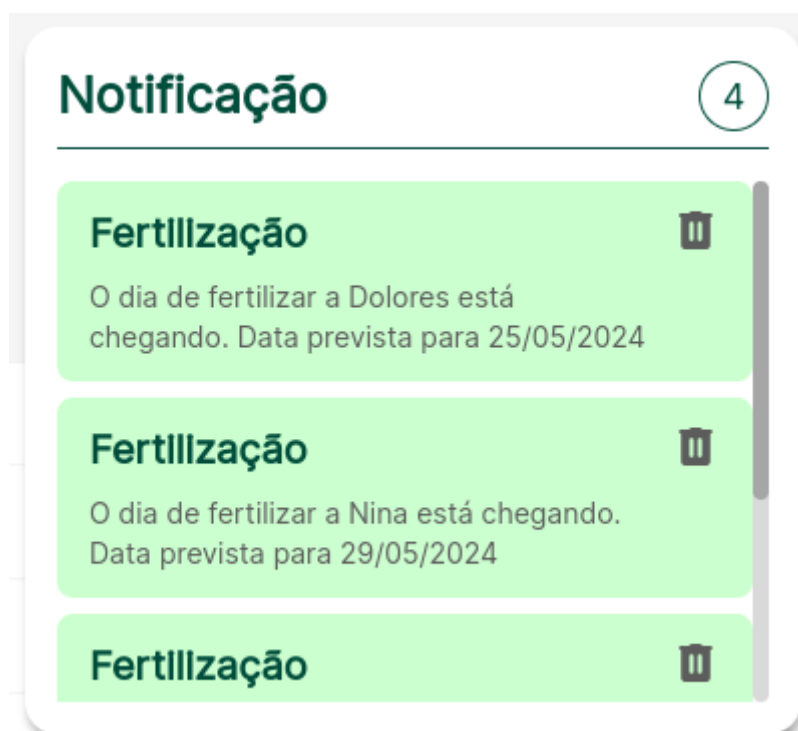 Notificação
4
Fertilização
O dia de fertilizar a Dolores está
chegando. Data prevista para 25/05/2024
Fertilização
O dia de fertilizar a Nina está chegando.
Data prevista para 29/05/2024
Fertilização